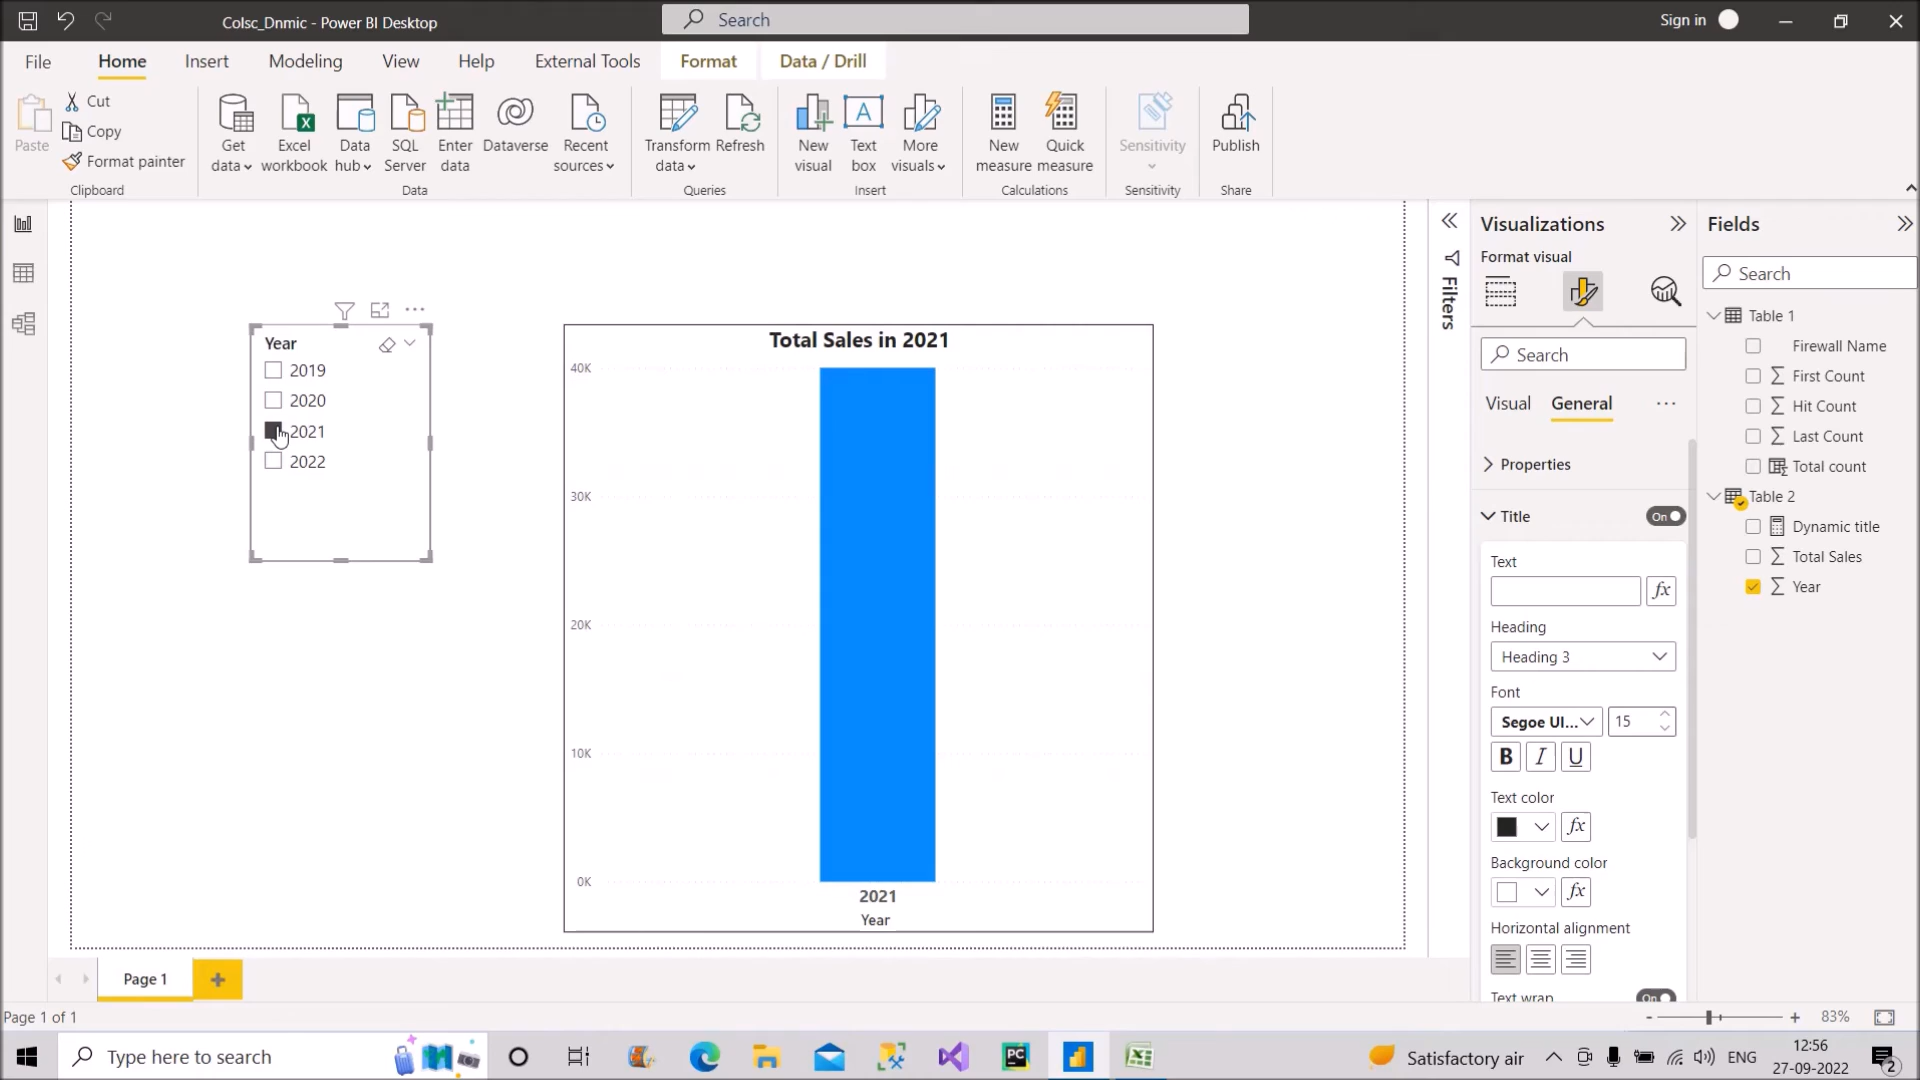 Colsc_Dnmic - Power BI Desktop
Search
Sign in
File
Home
Insert
Modeling
View
Help
External Tools
Format
Data / Drill
Paste
Cut
Copy
Format painter
Clipboard
Get data
Excel workbook
Data hub
SQL Server
Enter data
Dataverse
Recent sources
Data
Transform data
Refresh
Queries
New visual
Text box
More visuals
Insert
New measure
Quick measure
Calculations
Sensitivity
Sensitivity
Publish
Share
Year
2019
2020
2021
2022
Total Sales in 2021
40K
30K
20K
10K
0K
2021
Year
Filters
Visualizations
Format visual
Search
Visual
General
Properties
Title
On
Text
fx
Heading
Heading 3
Font
Segoe UI...
15
B
I
U
Text color
fx
Background color
fx
Horizontal alignment
Text wrap
On
Fields
Search
Table 1
Firewall Name
First Count
Hit Count
Last Count
Total count
Table 2
Dynamic title
Total Sales
Year
Page 1
Page 1 of 1
83%
Type here to search
PC
Satisfactory air
ENG
12:56
27-09-2022
2